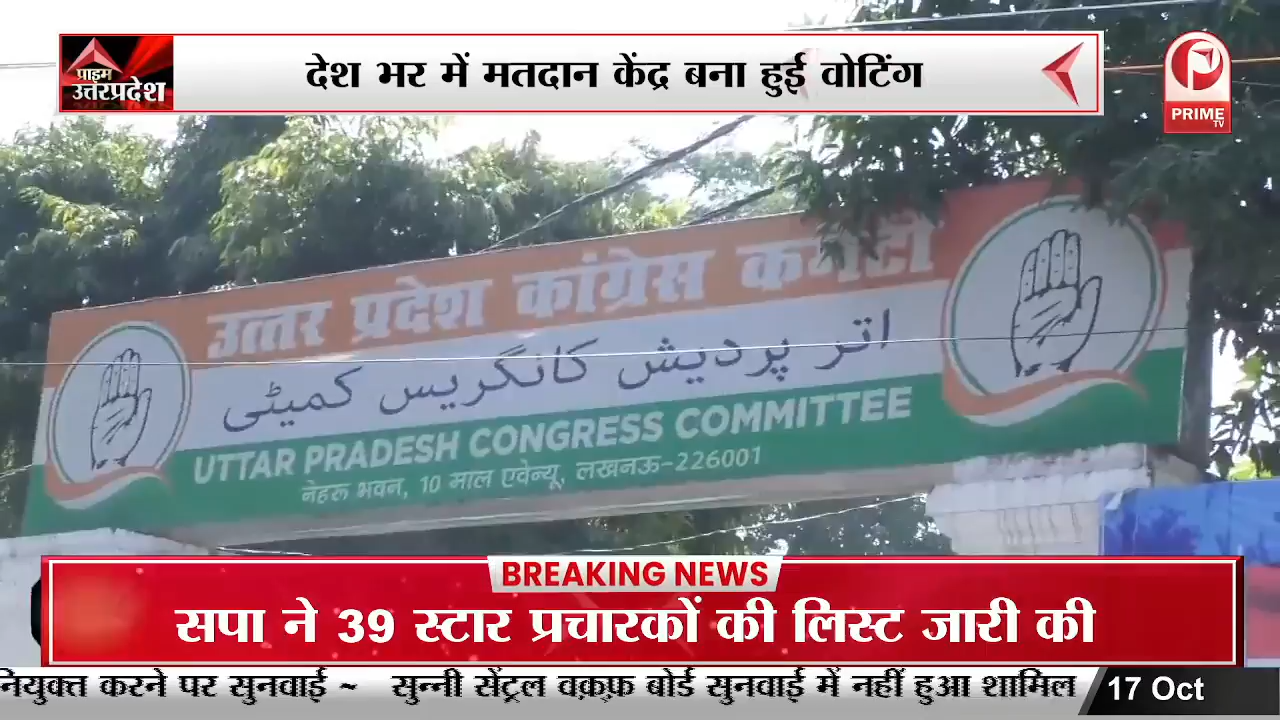 देश भर में मतदान केंद्र बना हुई वोटिंग
प्राइम
उत्तरप्रदेश
PRIME
TV
उत्तर प्रदेश कांग्रेस कमेटी
اتر پردیش کانگریس کمیٹی
UTTAR PRADESH CONGRESS COMMITTEE
नेहरू भवन, 10 माल एवेन्यू, लखनऊ-226001
BREAKING NEWS
सपा ने 39 स्टार प्रचारकों की लिस्ट जारी की
नियुक्त करने पर सुनवाई ~ सुन्नी सेंट्रल वक़्फ़ बोर्ड सुनवाई में नहीं हुआ शामिल
17 Oct